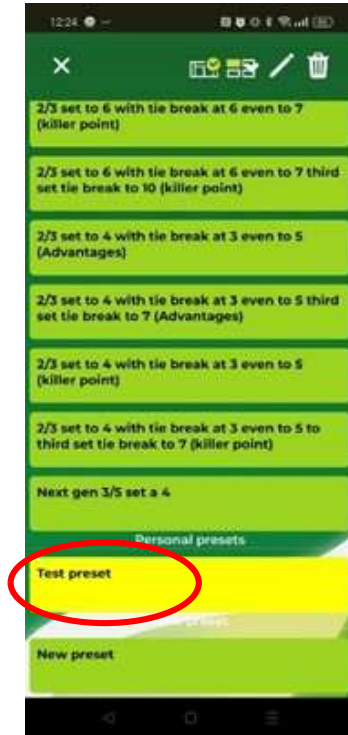 12:24
2/3 set to 6 with tie break at 6 even to 7
(killer point)
2/3 set to 6 with tie break at 6 even to 7 third
set tie break to 10 (killer point)
2/3 set to 4 with tie break at 3 even to 5
(Advantages)
2/3 set to 4 with tie break at 3 even to 5 third
set tie break to 7 (Advantages)
2/3 set to 4 with tie break at 3 even to 5
(killer point)
2/3 set to 4 with tie break at 3 even to 5 to
third set tie break to 7 (killer point)
Next gen 3/5 set a 4
Personal presets
Test preset
preset
New preset